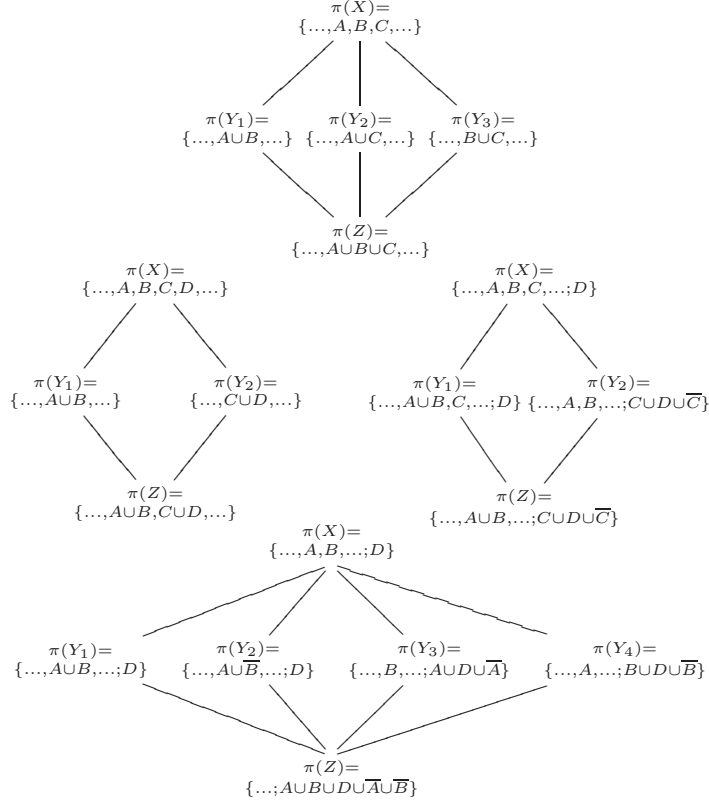 π(X)=
{...,A,B,C,...}
π(Y₁)= π(Y₂)= π(Y₃)=
{...,A∪B,...} {...,A∪C,...} {...,B∪C,...}
π(Z)=
{...,A∪B∪C,...}
π(X)= π(X)=
{...,A,B,C,D,...} {...,A,B,C,...;D}
π(Y₁)= π(Y₂)= π(Y₁)= π(Y₂)=
{...,A∪B,...} {...,C∪D,...} {...,A∪B,C,...;D} {...,A,B,...;C∪D∪C̅}
π(Z)= π(Z)=
{...,A∪B,C∪D,...} {...,A∪B,...;C∪D∪C̅}
π(X)=
{...,A,B,...;D}
π(Y₁)= π(Y₂)= π(Y₃)= π(Y₄)=
{...,A∪B,...;D} {...,A∪B̅,...;D} {...,B,...;A∪D∪A̅} {...,A,...;B∪D∪B̅}
π(Z)=
{...;A∪B∪D∪A̅∪B̅}